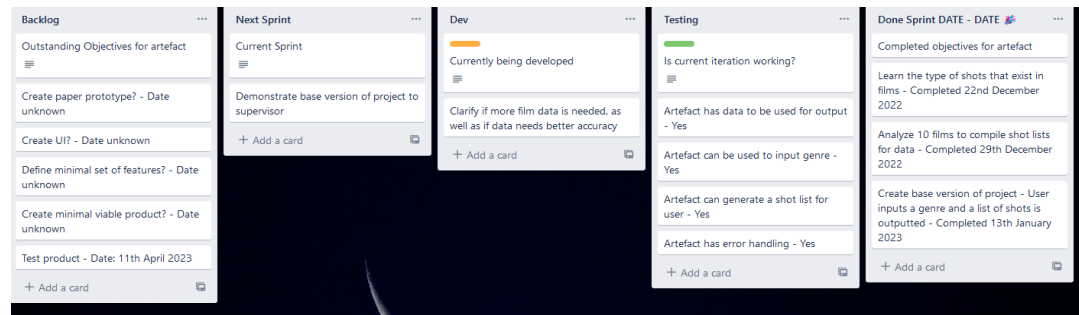 Backlog
Outstanding Objectives for artefact
Create paper prototype? - Date
unknown
Create UI? - Date unknown
Define minimal set of features? - Date
unknown
Create minimal viable product? - Date
unknown
Test product - Date: 11th April 2023
+ Add a card
Next Sprint
Current Sprint
Demonstrate base version of project to
supervisor
+ Add a card
Dev
Currently being developed
Clarify if more film data is needed. as
well as if data needs better accuracy
+ Add a card
Testing
Is current iteration working?
Artefact has data to be used for output
- Yes
Artefact can be used to input genre -
Yes
Artefact can generate a shot list for
user - Yes
Artefact has error handling - Yes
+ Add a card
Done Sprint DATE - DATE 🎉
Completed objectives for artefact
Learn the type of shots that exist in
films - Completed 22nd December
2022
Analyze 10 films to compile shot lists
for data - Completed 29th December
2022
Create base version of project - User
inputs a genre and a list of shots is
outputted - Completed 13th January
2023
+ Add a card